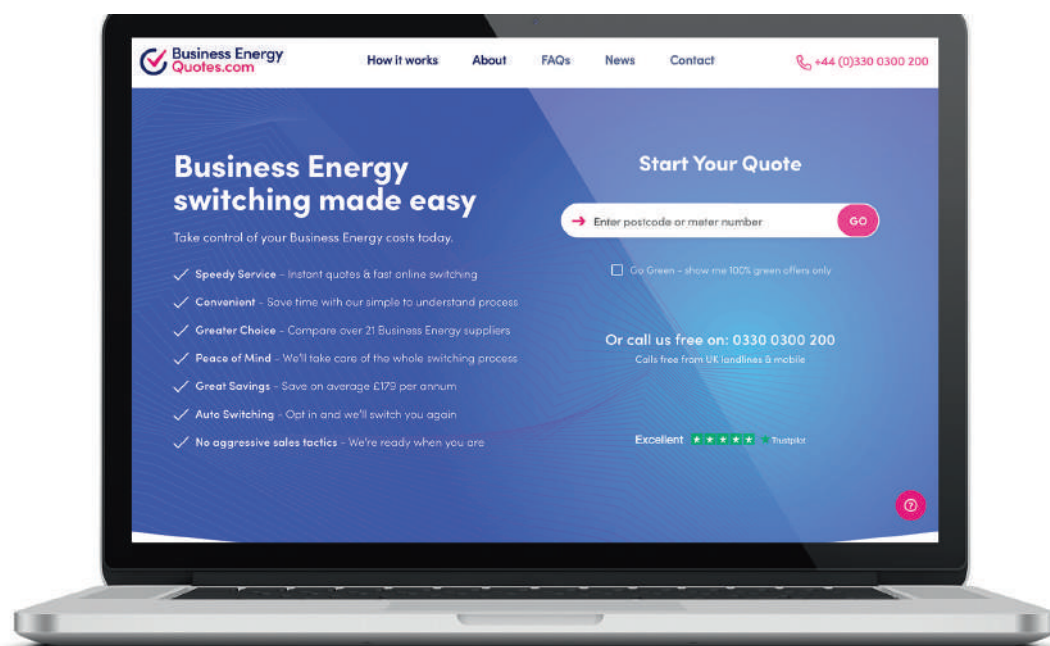 Business Energy
Quotes.com
How it works About FAQs News Contact
+44 (0)330 0300 200
Business Energy
switching made easy
Take control of your Business Energy costs today.
Speedy Service - Instant quotes & fast online switching
Convenient - Save time with our simple to understand process
Greater Choice - Compare over 21 Business Energy suppliers
Peace of Mind - We'll take care of the whole switching process
Great Savings - Save on average £179 per annum
Auto Switching - Opt in and we'll switch you again
No aggressive sales tactics - We're ready when you are
Start Your Quote
Enter postcode or meter number
GO
Go Green - show me 100% green offers only
Or call us free on: 0330 0300 200
Calls free from UK landlines & mobile
Excellent
Trustpilot